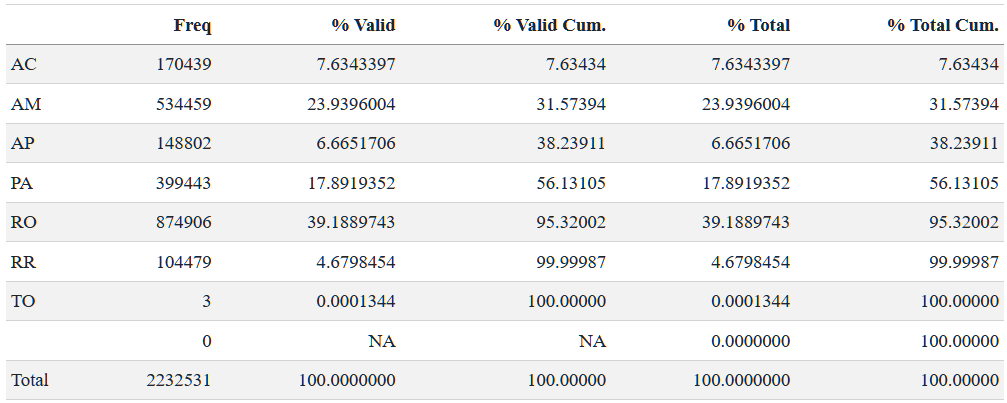 Freq % Valid % Valid Cum. % Total % Total Cum.
AC 170439 7.6343397 7.63434 7.6343397 7.63434
AM 534459 23.9396004 31.57394 23.9396004 31.57394
AP 148802 6.6651706 38.23911 6.6651706 38.23911
PA 399443 17.8919352 56.13105 17.8919352 56.13105
RO 874906 39.1889743 95.32002 39.1889743 95.32002
RR 104479 4.6798454 99.99987 4.6798454 99.99987
TO 3 0.0001344 100.00000 0.0001344 100.00000
0 NA NA 0.0000000 100.00000
Total 2232531 100.0000000 100.00000 100.0000000 100.00000